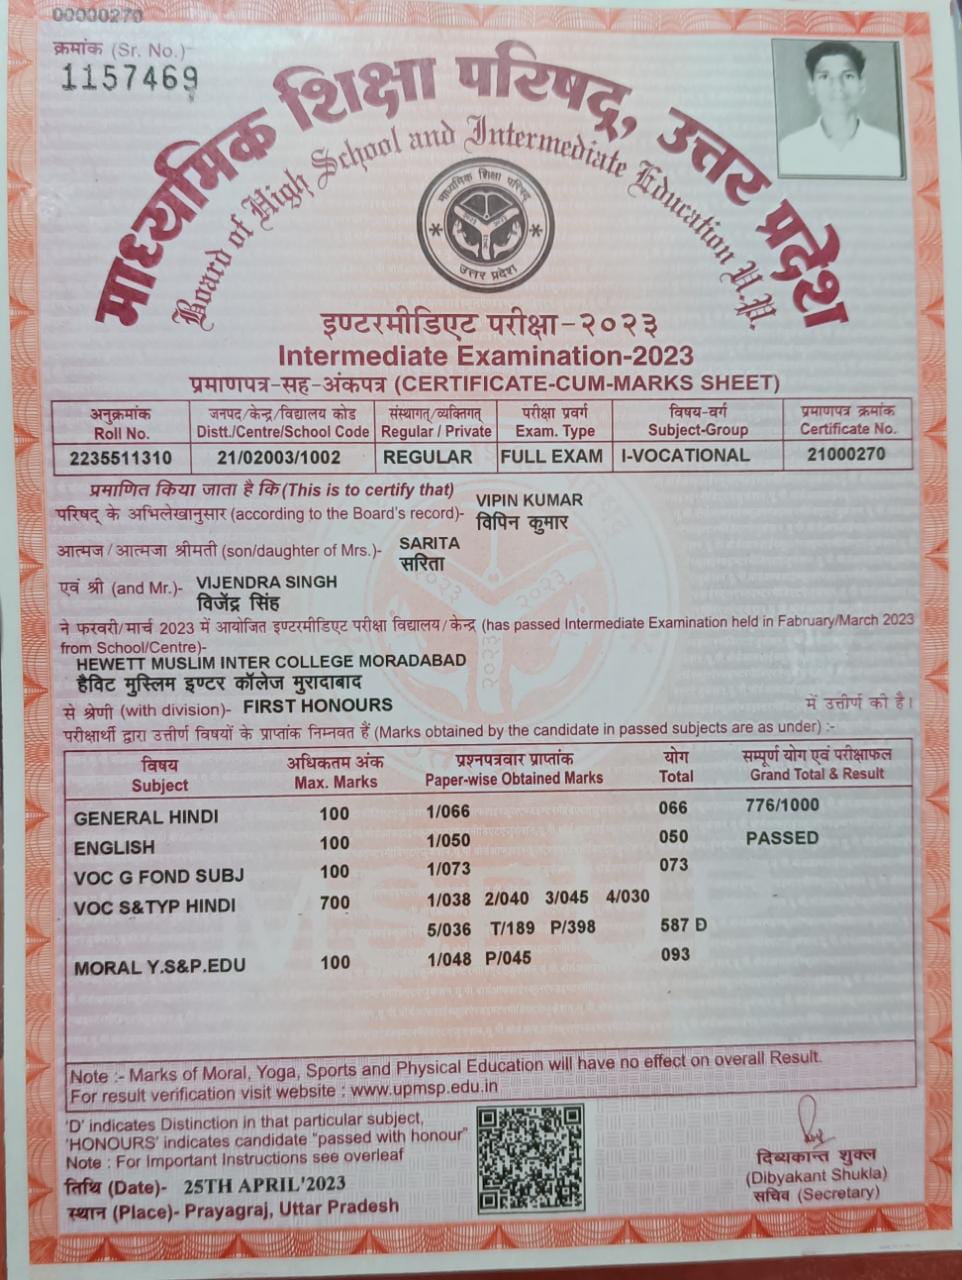 00000270
क्रमांक (Sr. No.)-
1157469
माध्यमिक शिक्षा परिषद्, उत्तर प्रदेश
Board of High School and Intermediate Education U.P.
माध्यमिक शिक्षा परिषद्
उत्तर प्रदेश
इण्टरमीडिएट परीक्षा-२०२३
Intermediate Examination-2023
प्रमाणपत्र-सह-अंकपत्र (CERTIFICATE-CUM-MARKS SHEET)
अनुक्रमांक जनपद/केन्द्र/विद्यालय कोड संस्थागत्/व्यक्तिगत् परीक्षा प्रवर्ग विषय-वर्ग प्रमाणपत्र क्रमांक
Roll No. Distt./Centre/School Code Regular / Private Exam. Type Subject-Group Certificate No.
2235511310 21/02003/1002 REGULAR FULL EXAM I-VOCATIONAL 21000270
प्रमाणित किया जाता है कि (This is to certify that)
VIPIN KUMAR
परिषद् के अभिलेखानुसार (according to the Board's record)- विपिन कुमार
SARITA
आत्मज/आत्मजा श्रीमती (son/daughter of Mrs.)- सरिता
एवं श्री (and Mr.)- VIJENDRA SINGH
विजेंद्र सिंह
ने फरवरी/मार्च 2023 में आयोजित इण्टरमीडिएट परीक्षा विद्यालय/केन्द्र (has passed Intermediate Examination held in Fabruary/March 2023
from School/Centre)-
HEWETT MUSLIM INTER COLLEGE MORADABAD
हैविट मुस्लिम इण्टर कॉलेज मुरादाबाद
से श्रेणी (with division)- FIRST HONOURS में उत्तीर्ण की है।
परीक्षार्थी द्वारा उत्तीर्ण विषयों के प्राप्तांक निम्नवत हैं (Marks obtained by the candidate in passed subjects are as under) :-
विषय अधिकतम अंक प्रश्नपत्रवार प्राप्तांक योग सम्पूर्ण योग एवं परीक्षाफल
Subject Max. Marks Paper-wise Obtained Marks Total Grand Total & Result
GENERAL HINDI 100 1/066 066 776/1000
ENGLISH 100 1/050 050 PASSED
VOC G FOND SUBJ 100 1/073 073
VOC S&TYP HINDI 700 1/038 2/040 3/045 4/030
5/036 T/189 P/398 587 D
MORAL Y.S&P.EDU 100 1/048 P/045 093
Note :- Marks of Moral, Yoga, Sports and Physical Education will have no effect on overall Result.
For result verification visit website : www.upmsp.edu.in
'D' indicates Distinction in that particular subject,
'HONOURS' indicates candidate "passed with honour"
Note : For Important Instructions see overleaf
तिथि (Date)- 25TH APRIL'2023
स्थान (Place)- Prayagraj, Uttar Pradesh
दिव्यकान्त शुक्ल
(Dibyakant Shukla)
सचिव (Secretary)